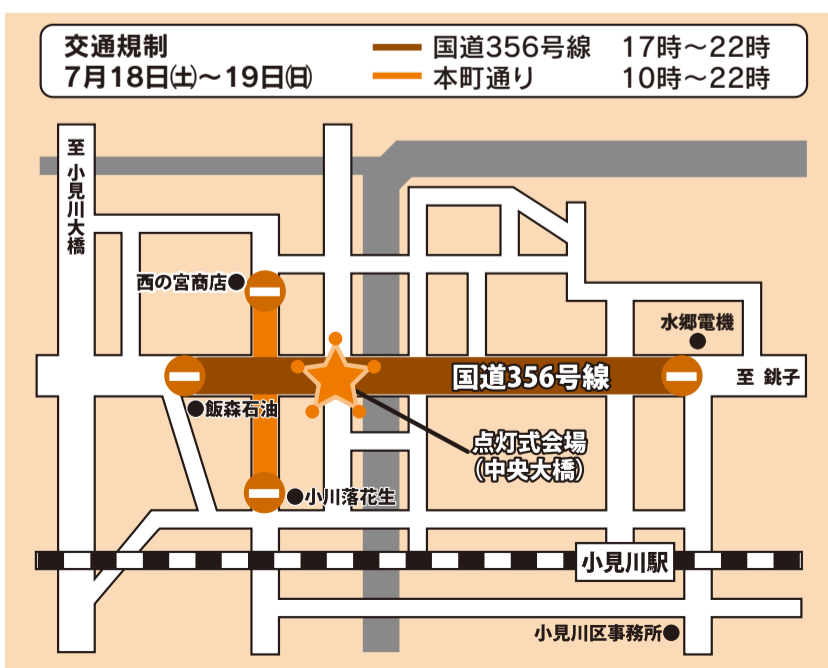 交通規制
7月18日㈯～19日㈰
国道356号線 17時～22時
本町通り 10時～22時
至 小見川大橋
西の宮商店
水郷電機
国道356号線
至 銚子
飯森石油
点灯式会場
(中央大橋)
小川落花生
小見川駅
小見川区事務所